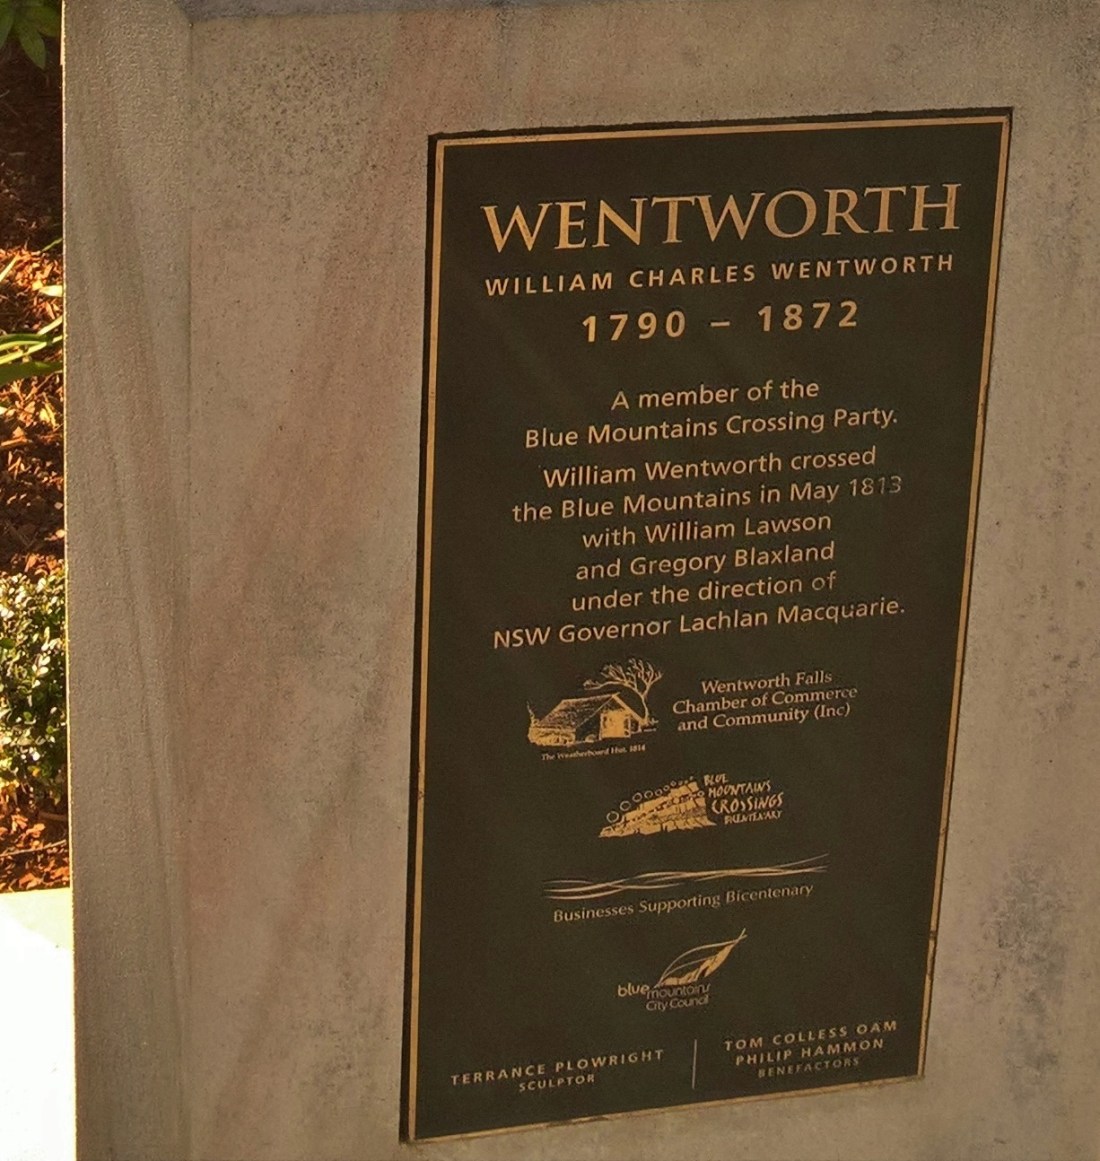 WENTWORTH
WILLIAM CHARLES WENTWORTH
1790 – 1872
A member of the
Blue Mountains Crossing Party.
William Wentworth crossed
the Blue Mountains in May 1813
with William Lawson
and Gregory Blaxland
under the direction of
NSW Governor Lachlan Macquarie.
Wentworth Falls
Chamber of Commerce
and Community (Inc)
The Weatherboard Hut, 1814
BLUE
MOUNTAINS
CROSSINGS
BICENTENARY
Businesses Supporting Bicentenary
blue
mountains
City Council
TERRANCE PLOWRIGHT
SCULPTOR
TOM COLLESS OAM
PHILIP HAMMON
BENEFACTORS